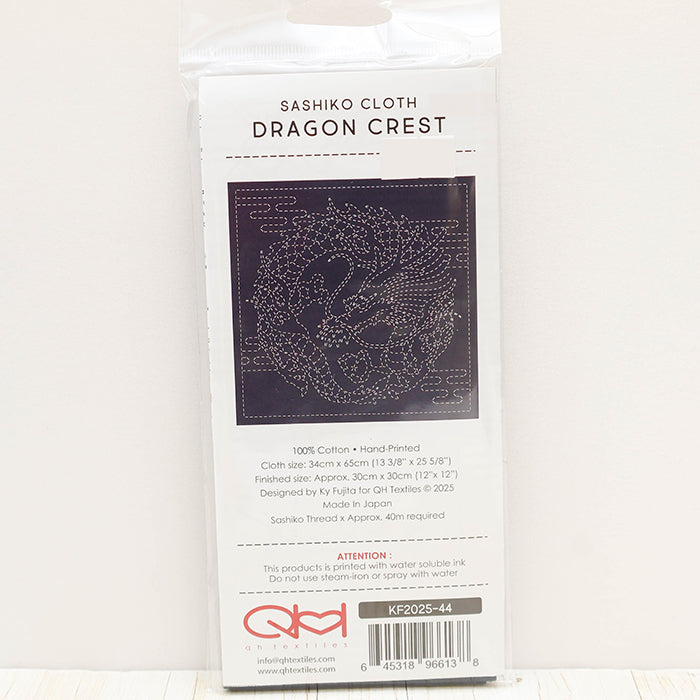 SASHIKO CLOTH
DRAGON CREST
100% Cotton • Hand-Printed
Cloth size: 34cm x 65cm (13 3/8" x 25 5/8")
Finished size: Approx. 30cm x 30cm (12"x 12")
Designed by Ky Fujita for QH Textiles © 2025
Made In Japan
Sashiko Thread x Approx. 40m required
ATTENTION :
This products is printed with water soluble ink
Do not use steam-iron or spray with water
QH
qh textiles
info@qhtextiles.com
www.qhtextiles.com
KF2025-44
6 45318 96613 8